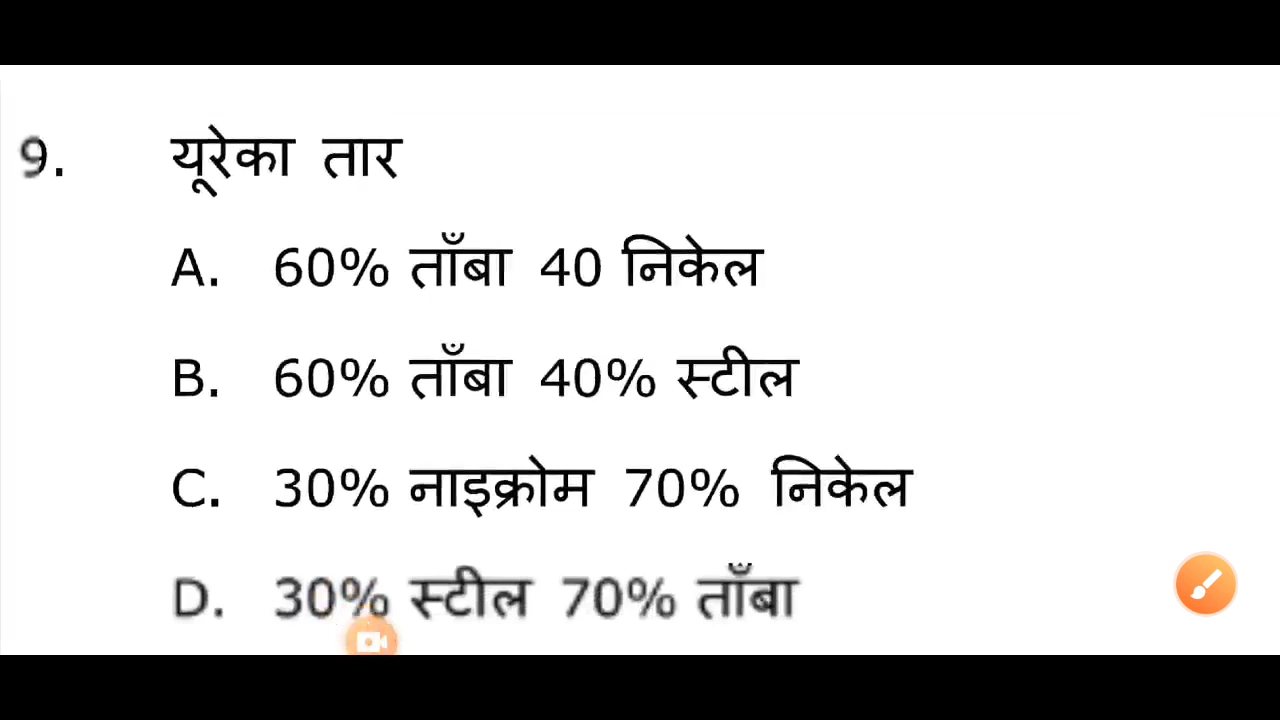 9. यूरेका तार
A. 60% ताँबा 40 निकेल
B. 60% ताँबा 40% स्टील
C. 30% नाइक्रोम 70% निकेल
D. 30% स्टील 70% ताँबा